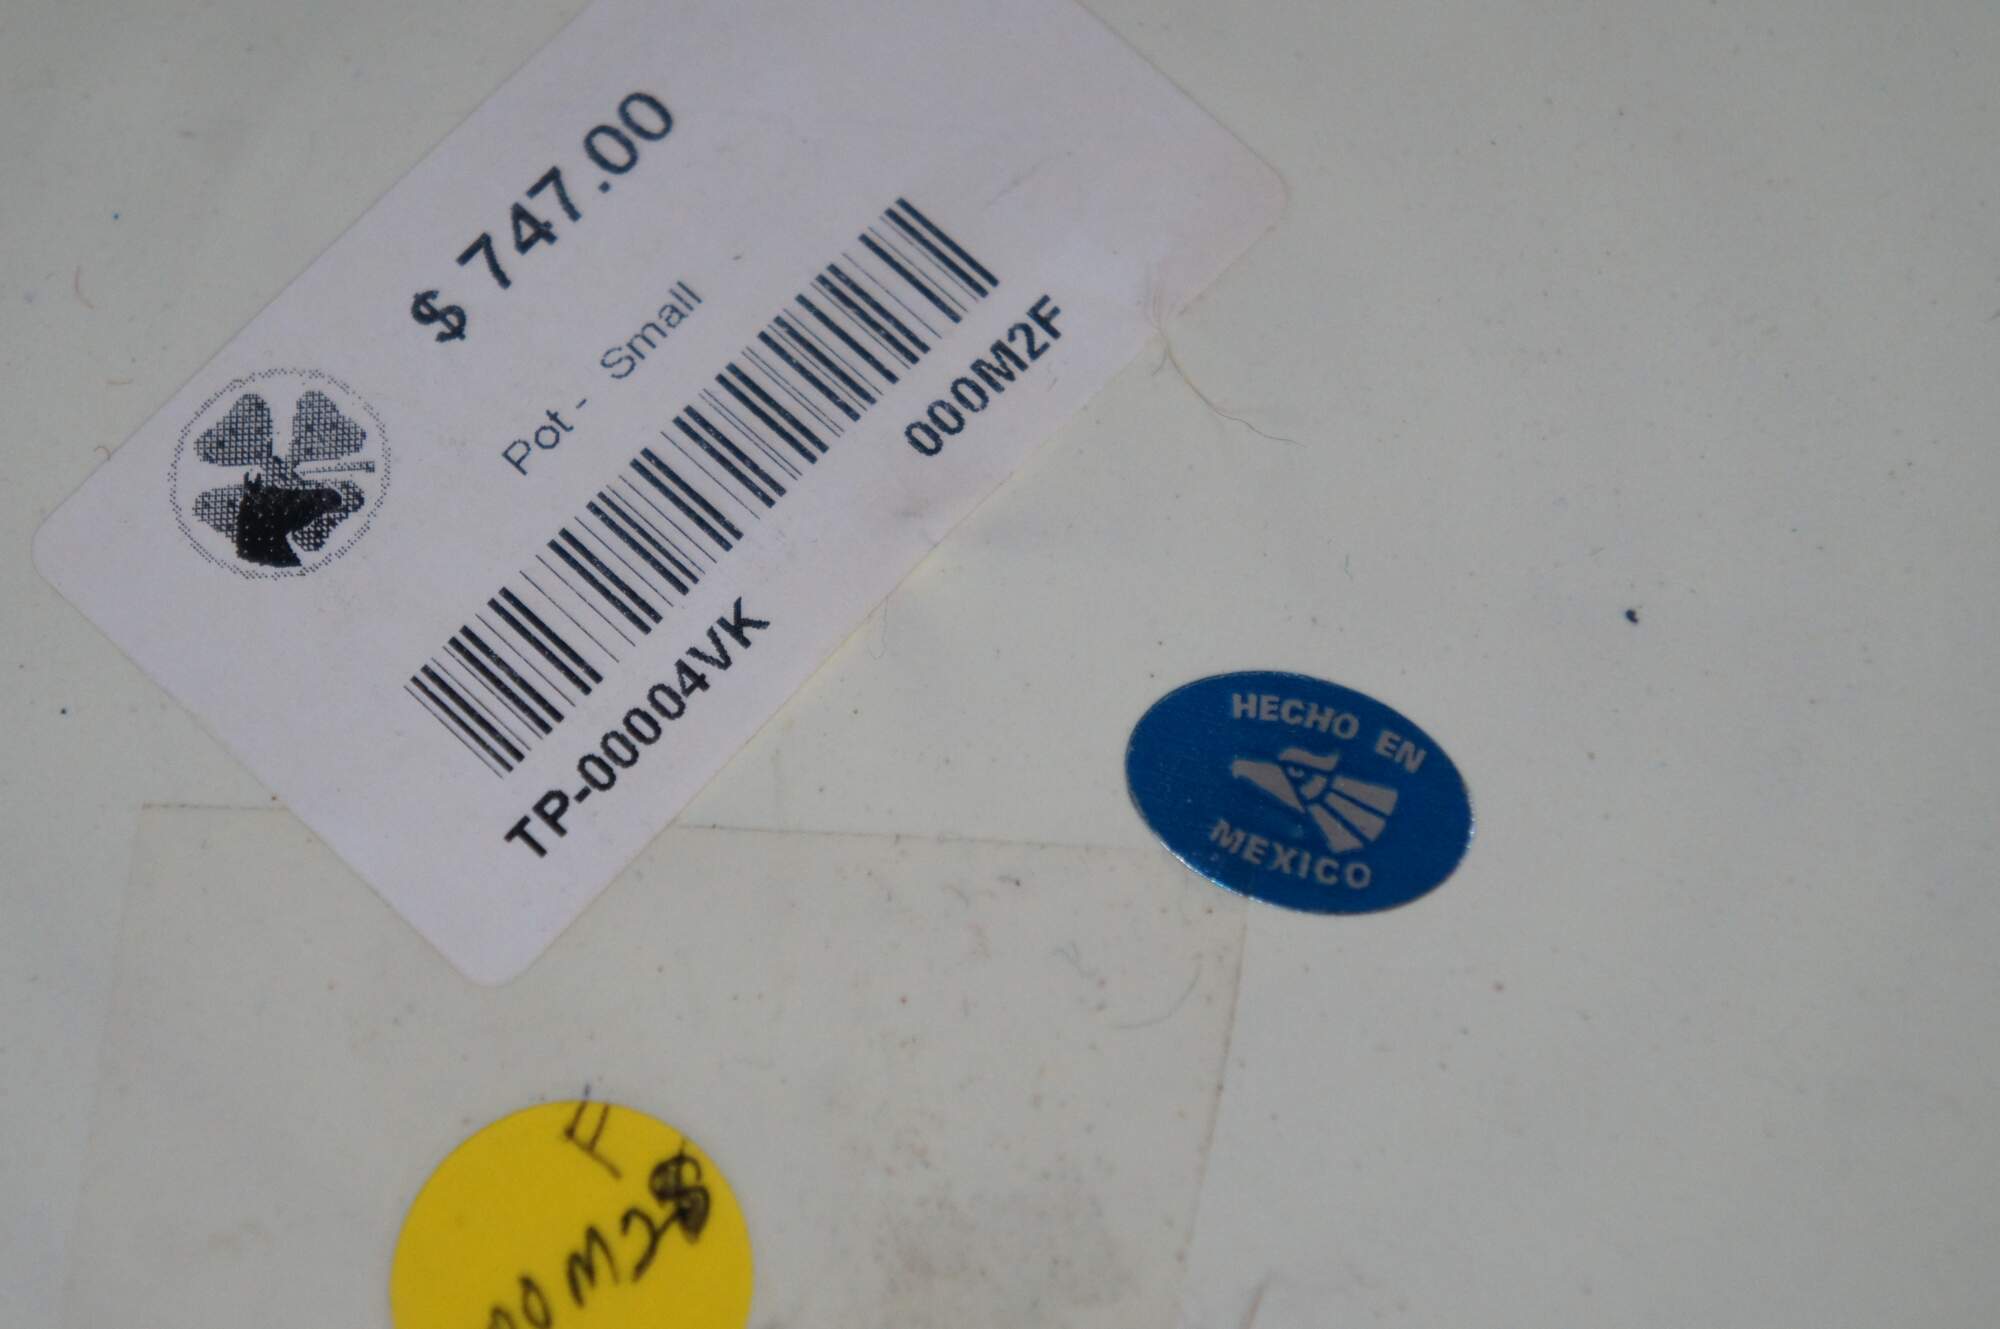 $ 747.00
Pot - Small
000M2F
TP-00004VK
HECHO EN
MEXICO
F